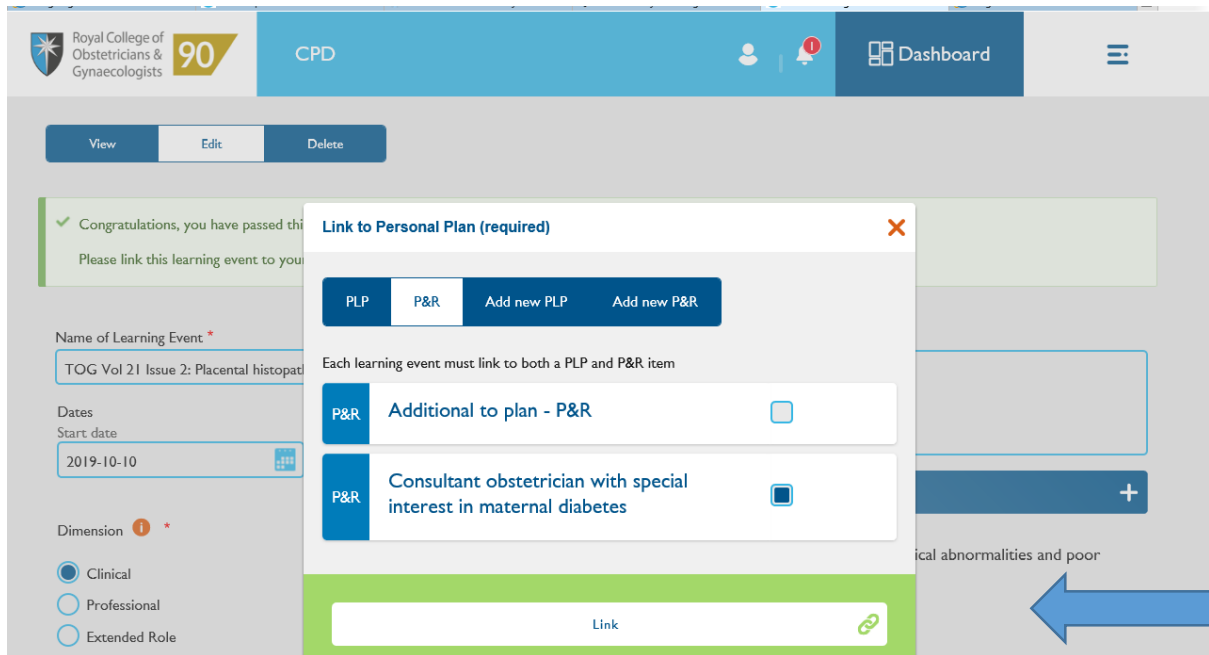 Royal College of
Obstetricians &
Gynaecologists
90
CPD
Dashboard
View Edit Delete
Congratulations, you have passed thi
Please link this learning event to you
Link to Personal Plan (required)
PLP P&R Add new PLP Add new P&R
Each learning event must link to both a PLP and P&R item
P&R Additional to plan - P&R
P&R Consultant obstetrician with special
interest in maternal diabetes
Link
Name of Learning Event *
TOG Vol 21 Issue 2: Placental histopat
Dates
Start date
2019-10-10
Dimension *
Clinical
Professional
Extended Role
ical abnormalities and poor